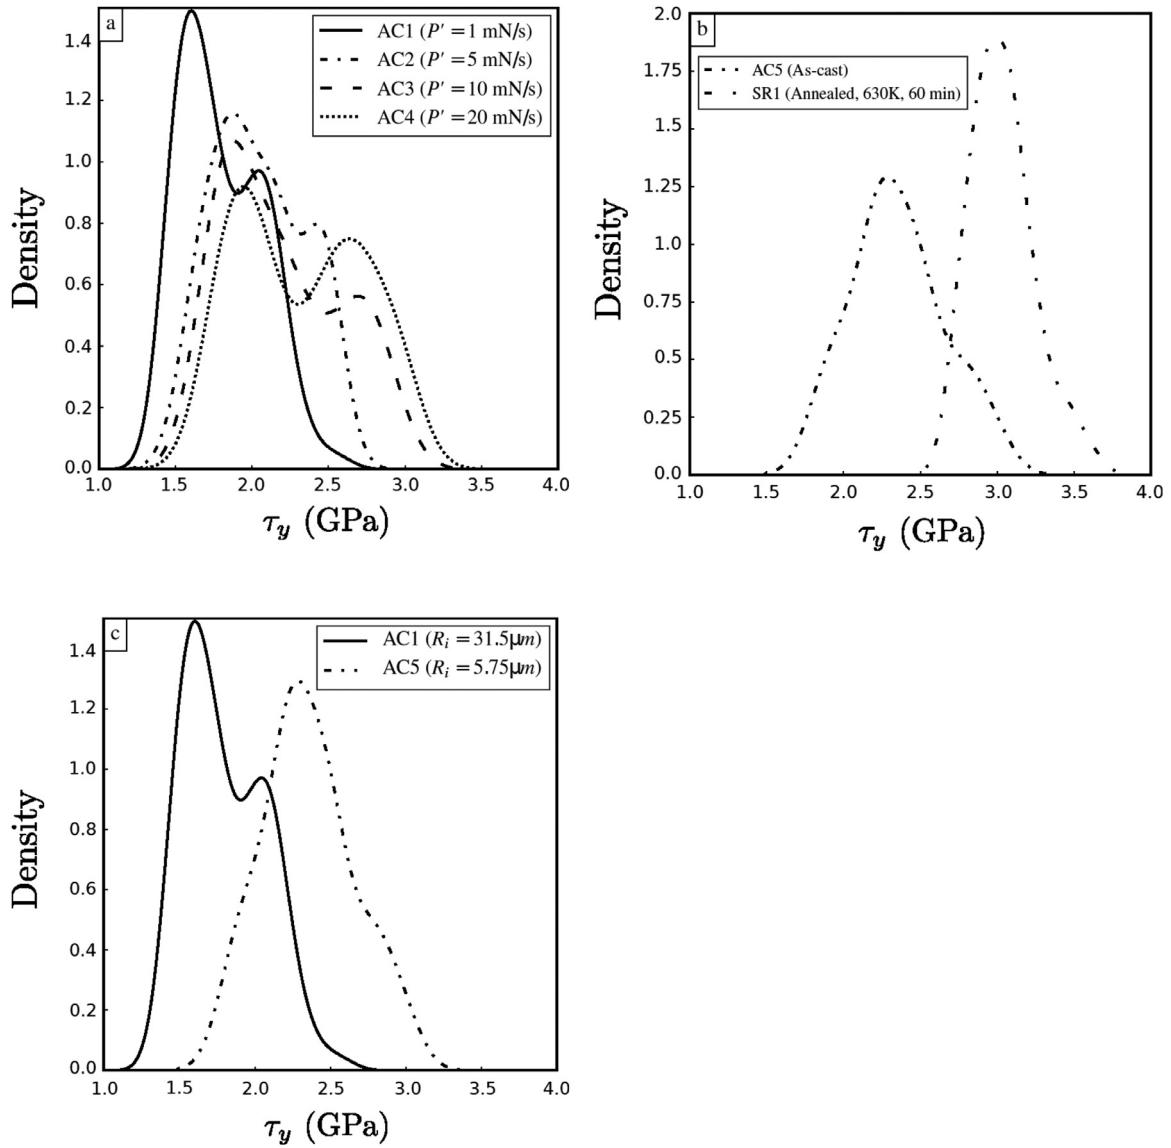 a
AC1 (P′ = 1 mN/s)
AC2 (P′ = 5 mN/s)
AC3 (P′ = 10 mN/s)
AC4 (P′ = 20 mN/s)
1.4
1.2
1.0
0.8
0.6
0.4
0.2
0.0
Density
1.0 1.5 2.0 2.5 3.0 3.5 4.0
τy (GPa)
b
AC5 (As-cast)
SR1 (Annealed, 630K, 60 min)
2.0
1.75
1.5
1.25
1.0
0.75
0.5
0.25
0.0
Density
1.0 1.5 2.0 2.5 3.0 3.5 4.0
τy (GPa)
c
AC1 (Ri = 31.5μm)
AC5 (Ri = 5.75μm)
1.4
1.2
1.0
0.8
0.6
0.4
0.2
0.0
Density
1.0 1.5 2.0 2.5 3.0 3.5 4.0
τy (GPa)